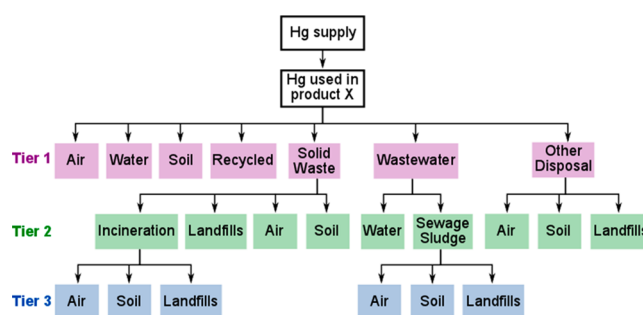 Hg supply
Hg used in
product X
Tier 1
Air
Water
Soil
Recycled
Solid
Waste
Wastewater
Other
Disposal
Tier 2
Incineration
Landfills
Air
Soil
Water
Sewage
Sludge
Air
Soil
Landfills
Tier 3
Air
Soil
Landfills
Air
Soil
Landfills